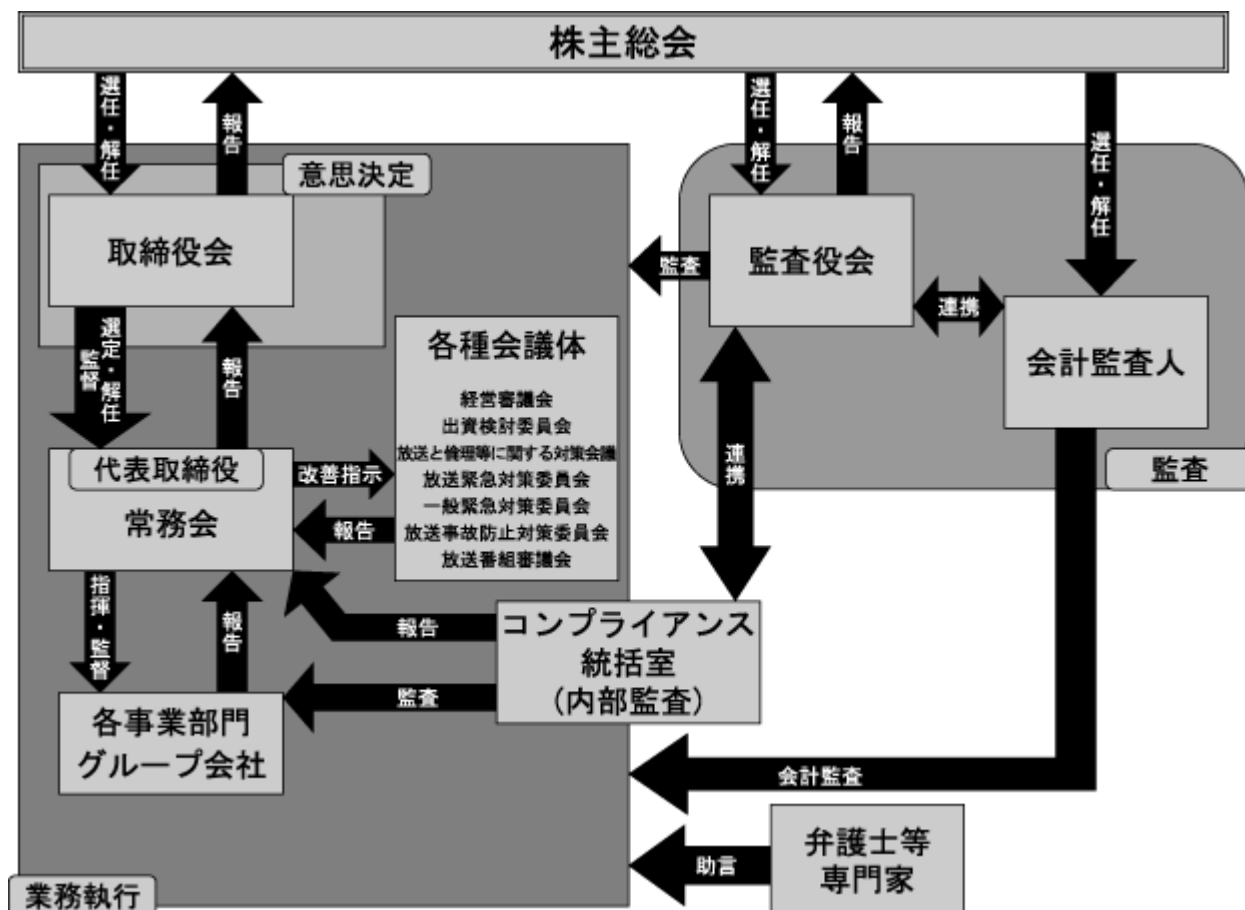 株主総会
選任・解任
報告
選任・解任
報告
選任・解任
意思決定
取締役会
監査役会
監査
連携
会計監査人
選定・解任
監督
報告
各種会議体
経営審議会
出資検討委員会
放送と倫理等に関する対策会議
放送緊急対策委員会
一般緊急対策委員会
放送事故防止対策委員会
放送番組審議会
連携
監査
代表取締役
常務会
改善指示
報告
指揮・監督
報告
報告
コンプライアンス
統括室
(内部監査)
監査
各事業部門
グループ会社
会計監査
弁護士等
専門家
助言
業務執行